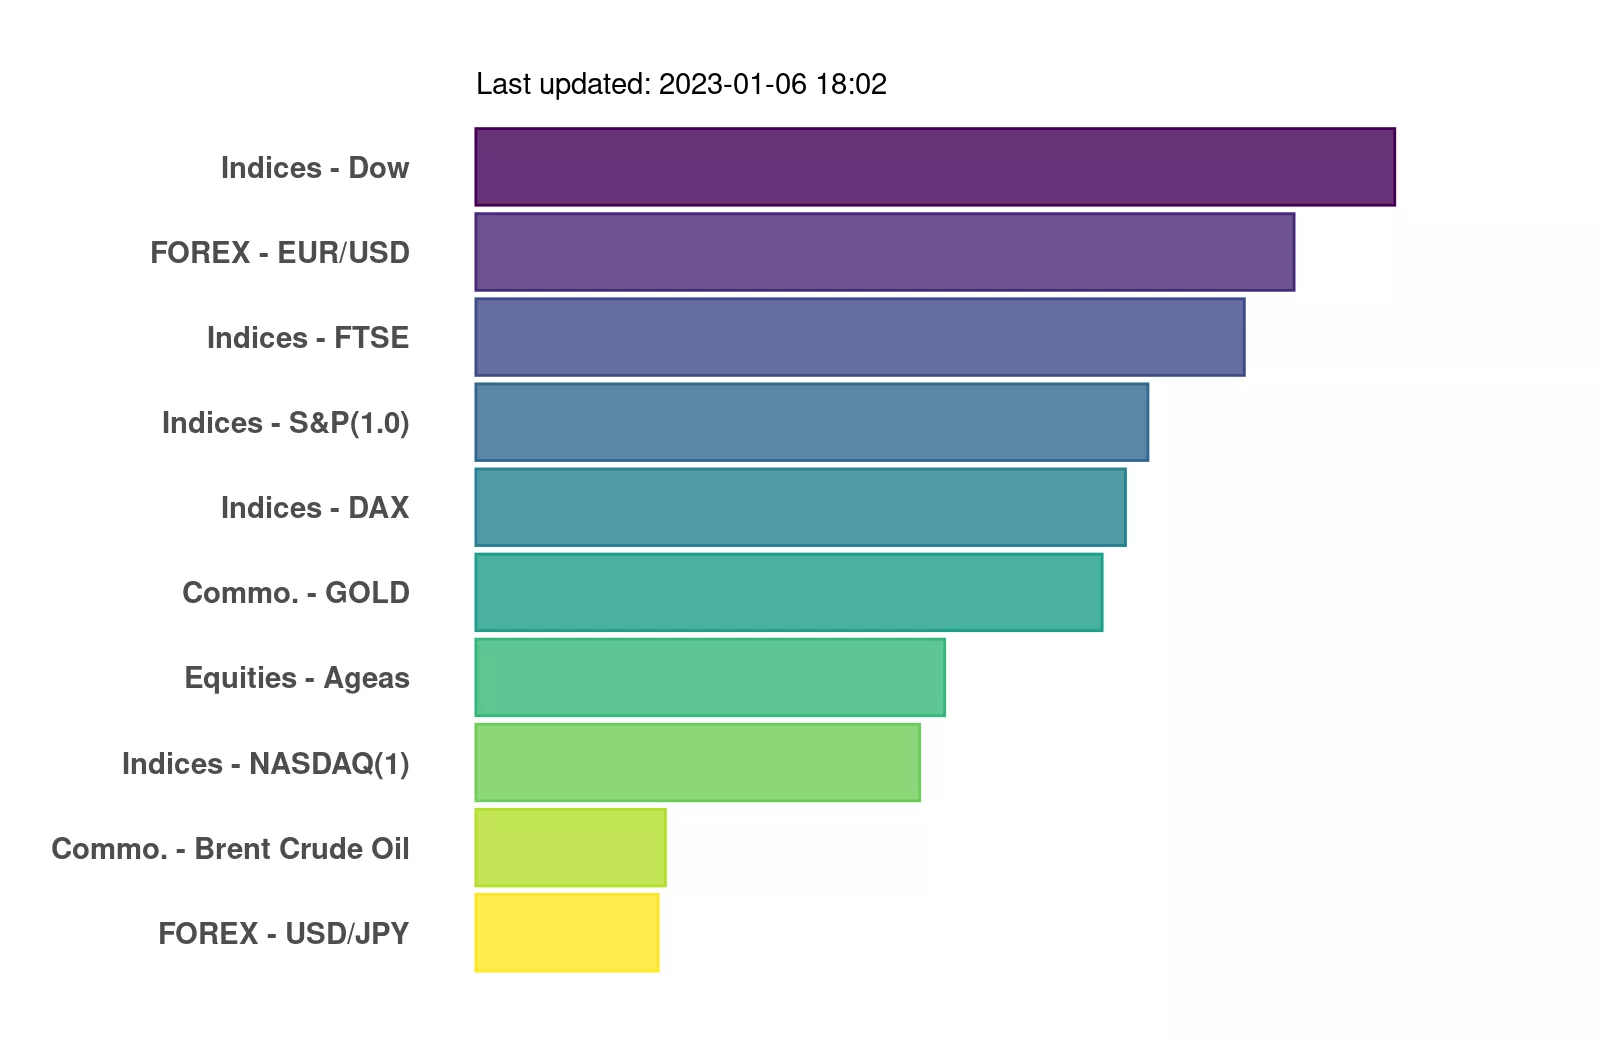 Last updated: 2023-01-06 18:02
Indices - Dow
FOREX - EUR/USD
Indices - FTSE
Indices - S&P(1.0)
Indices - DAX
Commo. - GOLD
Equities - Ageas
Indices - NASDAQ(1)
Commo. - Brent Crude Oil
FOREX - USD/JPY